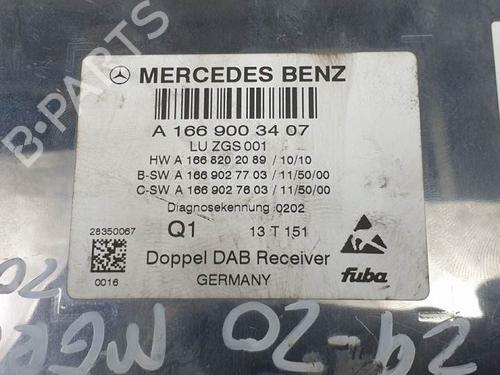 B-PARTS
MERCEDES BENZ
A 166 900 34 07
LU ZGS 001
HW A 166 820 20 89 / 10/10
B-SW A 166 902 77 03 / 11/50/00
C-SW A 166 902 76 03 / 11/50/00
Diagnosekennung 0202
28350067
Q1 13 T 151
0016
Doppel DAB Receiver
GERMANY
fuba
29-20